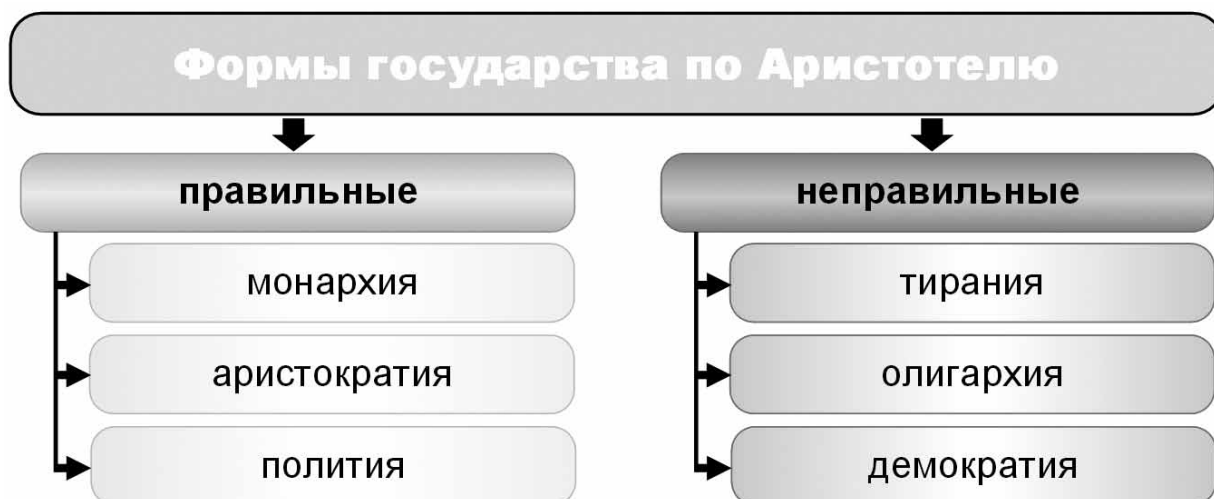 Формы государства по Аристотелю
правильные
монархия
аристократия
полития
неправильные
тирания
олигархия
демократия